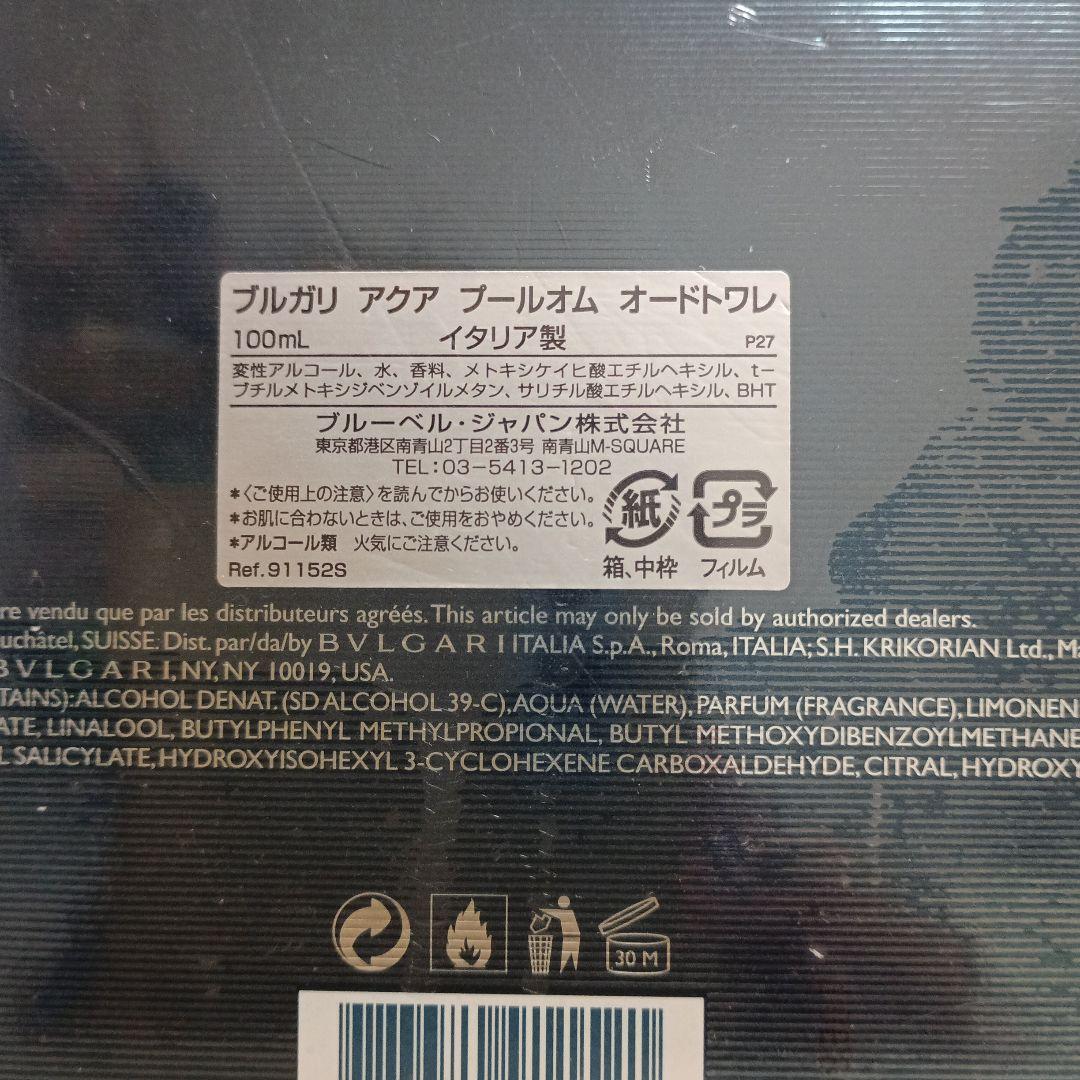 ブルガリ アクア プールオム オードトワレ
100mL イタリア製 P27
変性アルコール、水、香料、メトキシケイヒ酸エチルヘキシル、t-
ブチルメトキシジベンゾイルメタン、サリチル酸エチルヘキシル、BHT
ブルーベル・ジャパン株式会社
東京都港区南青山2丁目2番3号 南青山M-SQUARE
TEL:03-5413-1202
*〈ご使用上の注意〉を読んでからお使いください。
*お肌に合わないときは、ご使用をおやめください。
*アルコール類 火気にご注意ください。
紙 プラ
Ref.91152S 箱、中枠 フィルム
re vendu que par les distributeurs agréés. This article may only be sold by authorized dealers.
uchâtel, SUISSE. Dist. par/da/by BVLGARI ITALIA S.p.A., Roma, ITALIA; S.H. KRIKORIAN Ltd., Ma
BVLGARI, NY, NY 10019, USA.
TAINS): ALCOHOL DENAT. (SD ALCOHOL 39-C), AQUA (WATER), PARFUM (FRAGRANCE), LIMONEN
ATE, LINALOOL, BUTYLPHENYL METHYLPROPIONAL, BUTYL METHOXYDIBENZOYLMETHANE
L SALICYLATE, HYDROXYISOHEXYL 3-CYCLOHEXENE CARBOXALDEHYDE, CITRAL, HYDROXY
30 M